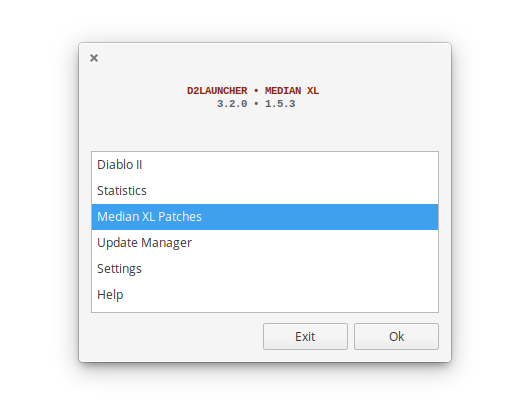 D2LAUNCHER • MEDIAN XL
3.2.0 • 1.5.3
Diablo II
Statistics
Median XL Patches
Update Manager
Settings
Help
Exit Ok